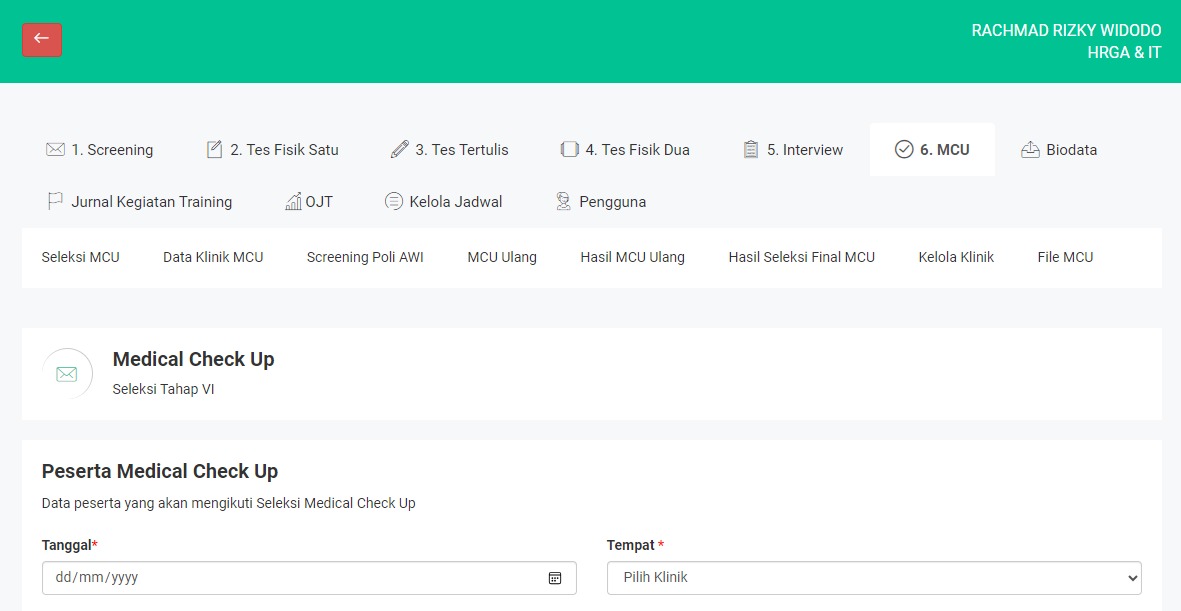 RACHMAD RIZKY WIDODO
HRGA & IT
1. Screening 2. Tes Fisik Satu 3. Tes Tertulis 4. Tes Fisik Dua 5. Interview 6. MCU Biodata
Jurnal Kegiatan Training OJT Kelola Jadwal Pengguna
Seleksi MCU Data Klinik MCU Screening Poli AWI MCU Ulang Hasil MCU Ulang Hasil Seleksi Final MCU Kelola Klinik File MCU
Medical Check Up
Seleksi Tahap VI
Peserta Medical Check Up
Data peserta yang akan mengikuti Seleksi Medical Check Up
Tanggal* Tempat *
dd/mm/yyyy Pilih Klinik